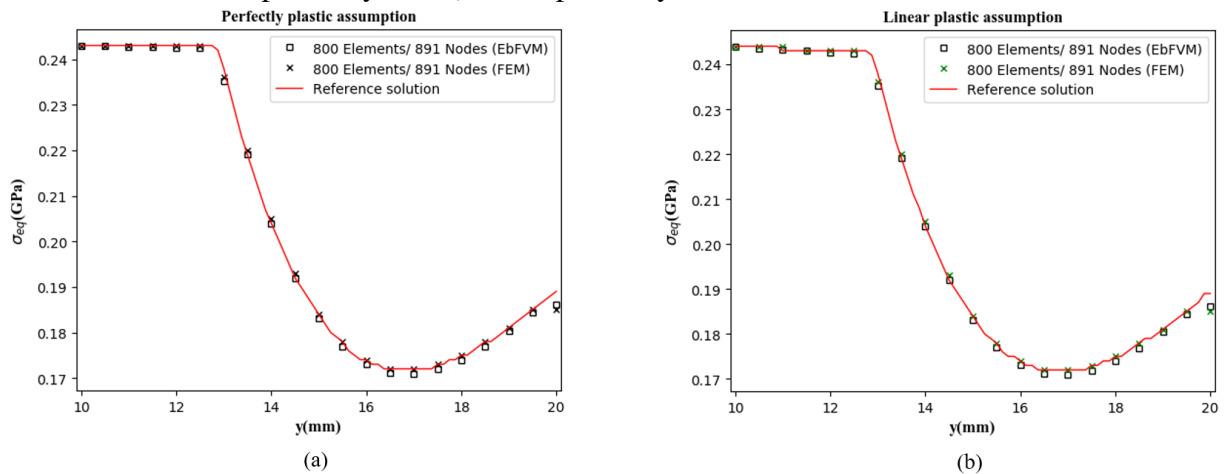 Perfectly plastic assumption
800 Elements/ 891 Nodes (EbFVM)
800 Elements/ 891 Nodes (FEM)
Reference solution
0.24
0.23
0.22
0.21
0.20
0.19
0.18
0.17
σeq(GPa)
10 12 14 16 18 20
y(mm)
(a)
Linear plastic assumption
800 Elements/ 891 Nodes (EbFVM)
800 Elements/ 891 Nodes (FEM)
Reference solution
0.24
0.23
0.22
0.21
0.20
0.19
0.18
0.17
σeq(GPa)
10 12 14 16 18 20
y(mm)
(b)